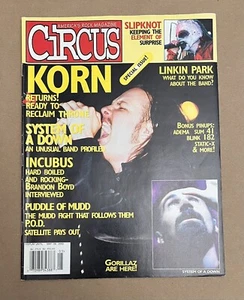 AMERICA'S ROCK MAGAZINE
CIRCUS
SLIPKNOT
KEEPING THE
ELEMENT OF
SURPRISE
SPECIAL ISSUE!
KORN
RETURNS!
READY TO
RECLAIM THRONE!
LINKIN PARK
WHAT DO YOU KNOW
ABOUT THE BAND?
SYSTEM OF
A DOWN
AN UNUSUAL BAND PROFILED
BONUS PINUPS:
ADEMA SUM 41
BLINK 182
STATIC-X
& MORE!
INCUBUS
HARD BOILED
AND ROCKING-
BRANDON BOYD
INTERVIEWED
PUDDLE OF MUDD
THE MUDD FIGHT THAT FOLLOWS THEM
P.O.D.
SATELLITE PAYS OUT
GORILLAZ
ARE HERE!
SYSTEM OF A DOWN